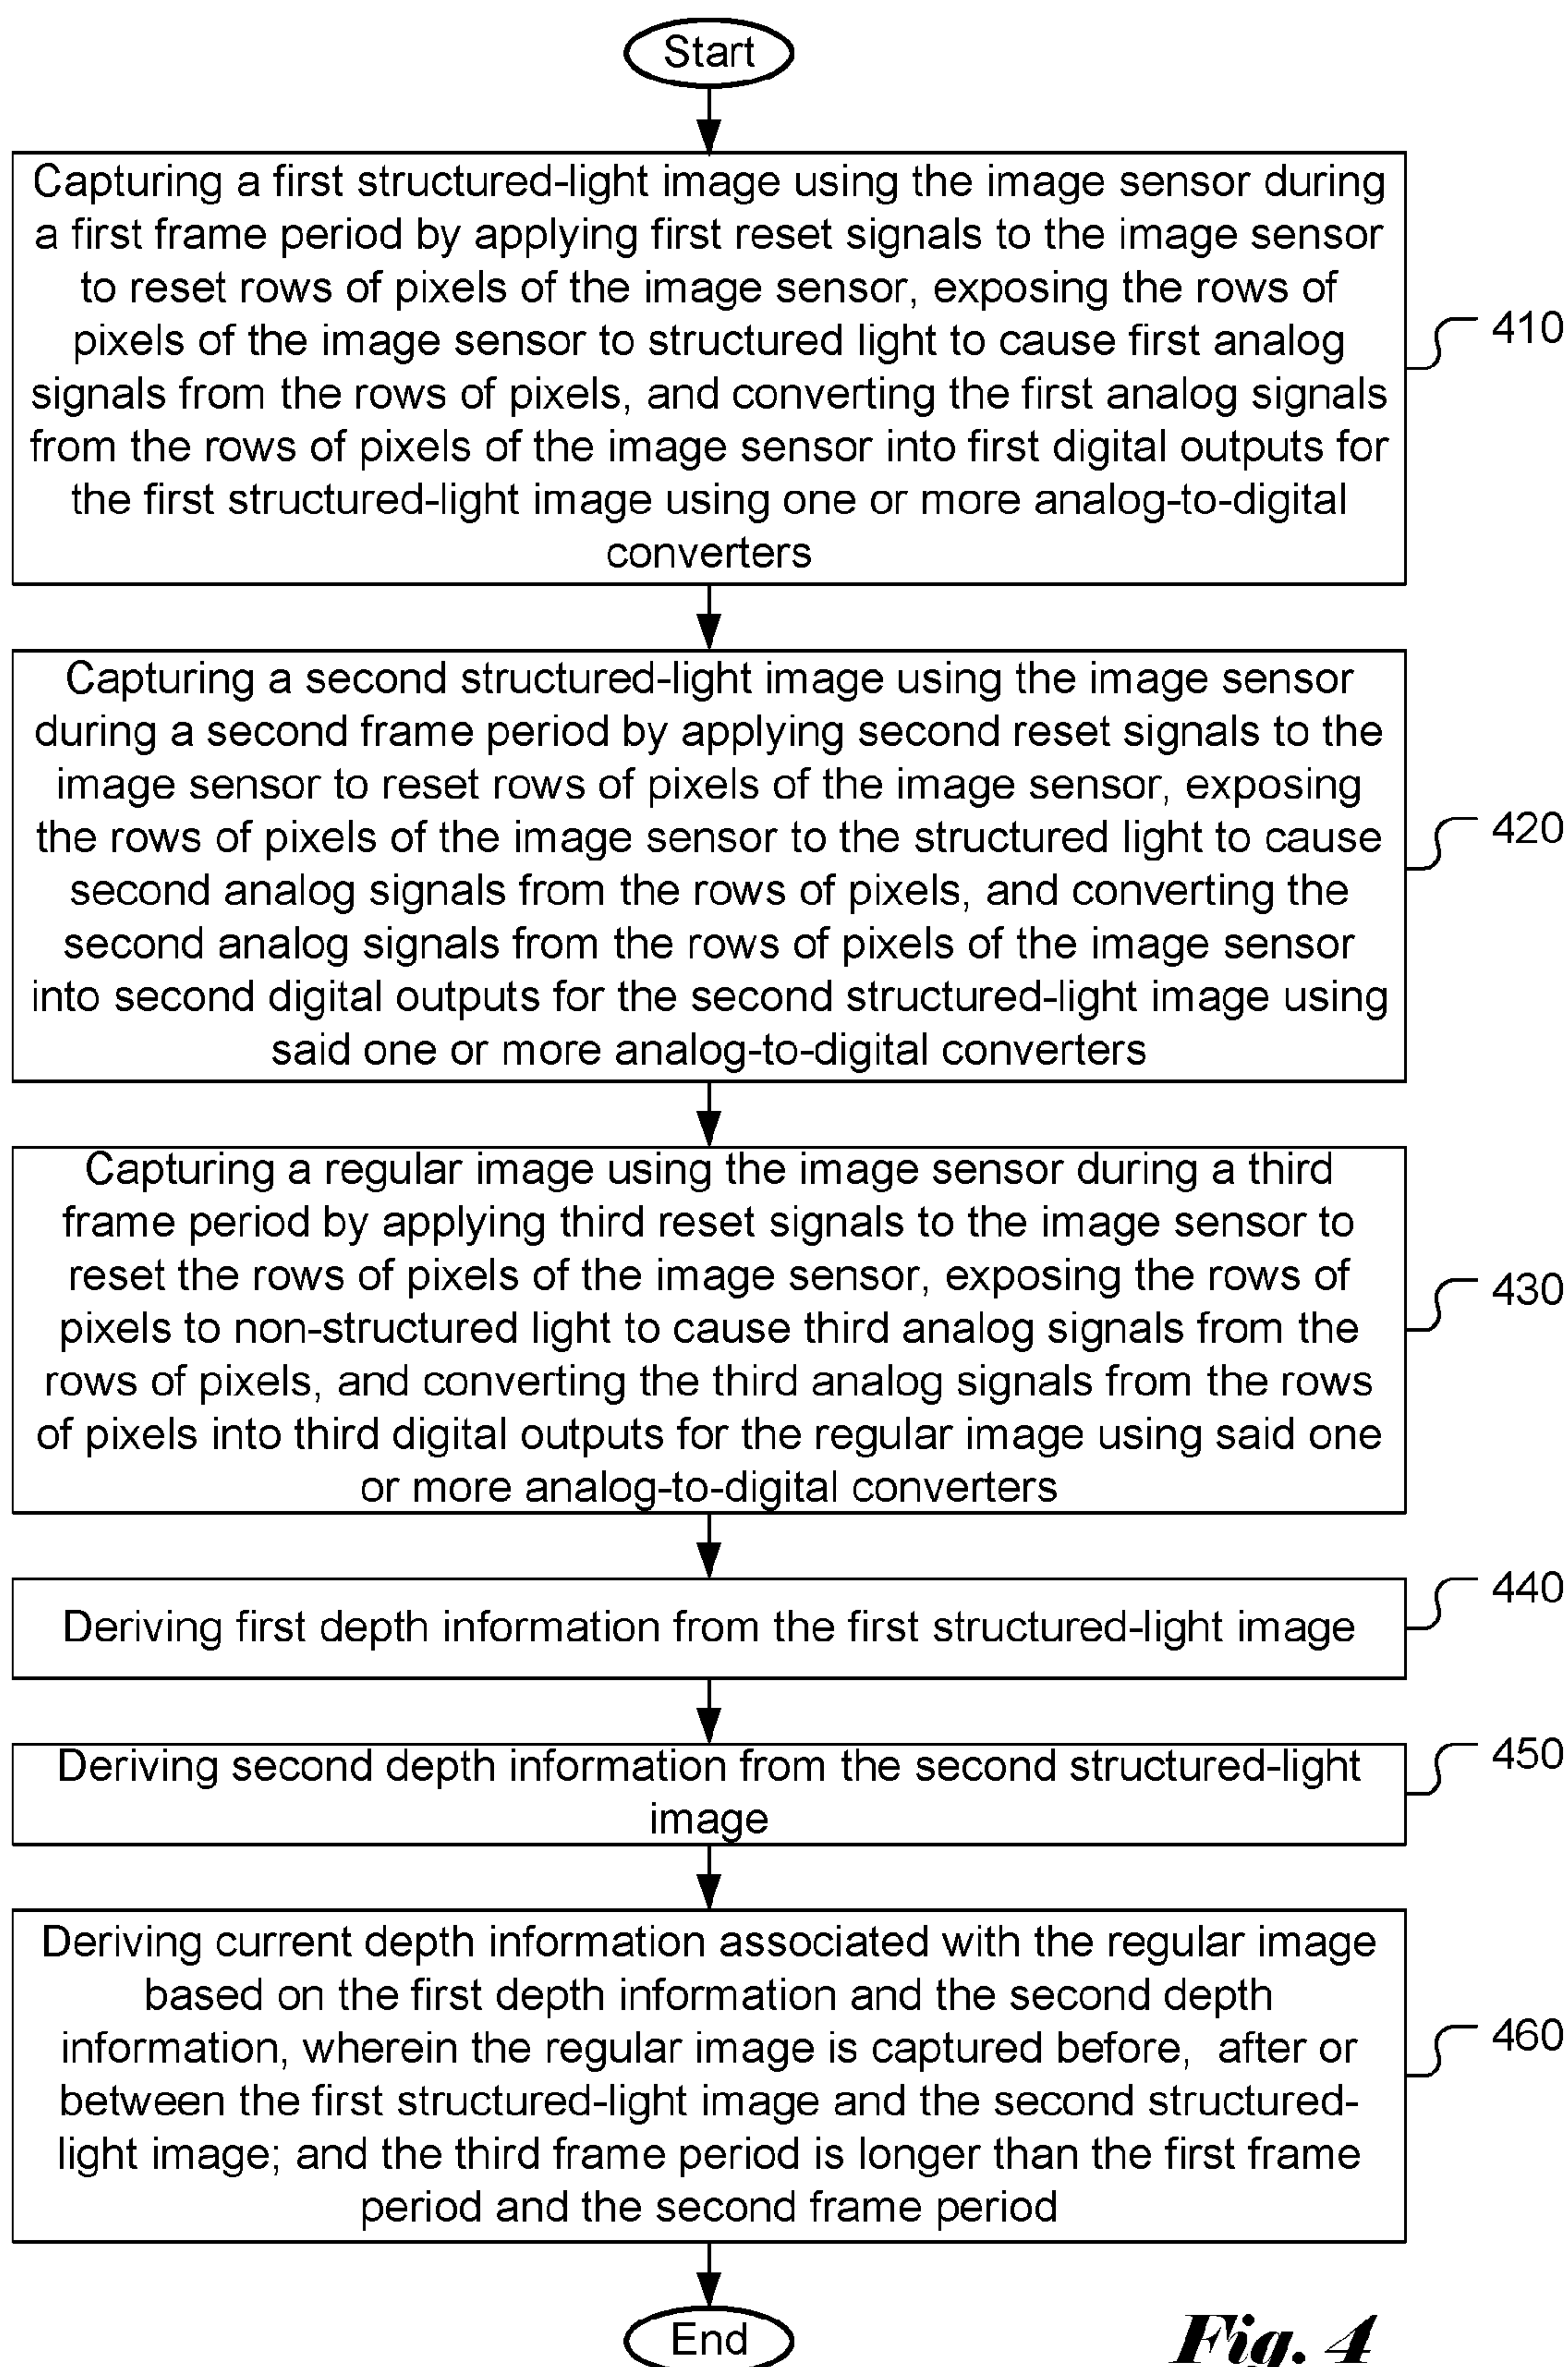 Start
Capturing a first structured-light image using the image sensor during
a first frame period by applying first reset signals to the image sensor
to reset rows of pixels of the image sensor, exposing the rows of
pixels of the image sensor to structured light to cause first analog
signals from the rows of pixels, and converting the first analog signals
from the rows of pixels of the image sensor into first digital outputs for
the first structured-light image using one or more analog-to-digital
converters
410
Capturing a second structured-light image using the image sensor
during a second frame period by applying second reset signals to the
image sensor to reset rows of pixels of the image sensor, exposing
the rows of pixels of the image sensor to the structured light to cause
second analog signals from the rows of pixels, and converting the
second analog signals from the rows of pixels of the image sensor
into second digital outputs for the second structured-light image using
said one or more analog-to-digital converters
420
Capturing a regular image using the image sensor during a third
frame period by applying third reset signals to the image sensor to
reset the rows of pixels of the image sensor, exposing the rows of
pixels to non-structured light to cause third analog signals from the
rows of pixels, and converting the third analog signals from the rows
of pixels into third digital outputs for the regular image using said one
or more analog-to-digital converters
430
Deriving first depth information from the first structured-light image
440
Deriving second depth information from the second structured-light
image
450
Deriving current depth information associated with the regular image
based on the first depth information and the second depth
information, wherein the regular image is captured before, after or
between the first structured-light image and the second structured-
light image; and the third frame period is longer than the first frame
period and the second frame period
460
End
Fig. 4